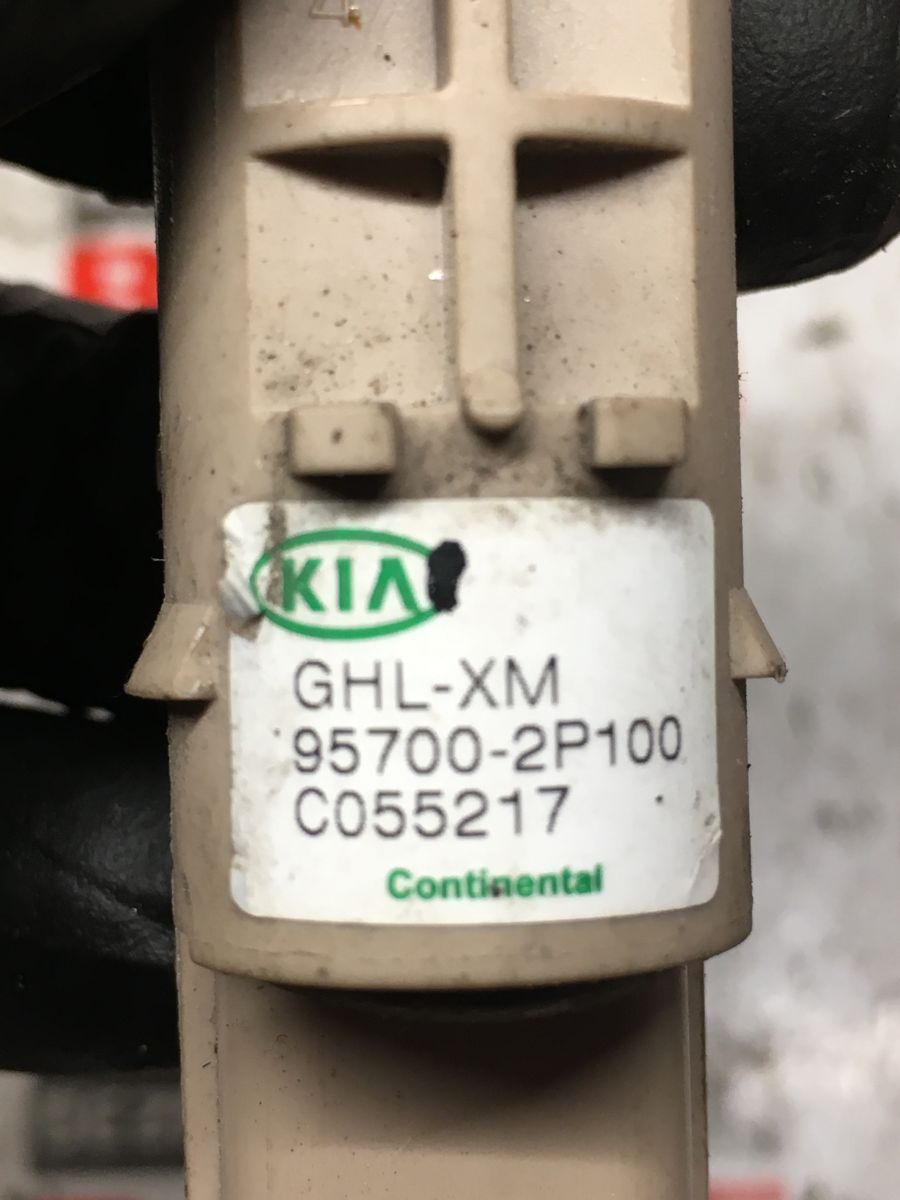 KIA
GHL-XM
95700-2P100
C055217
Continental